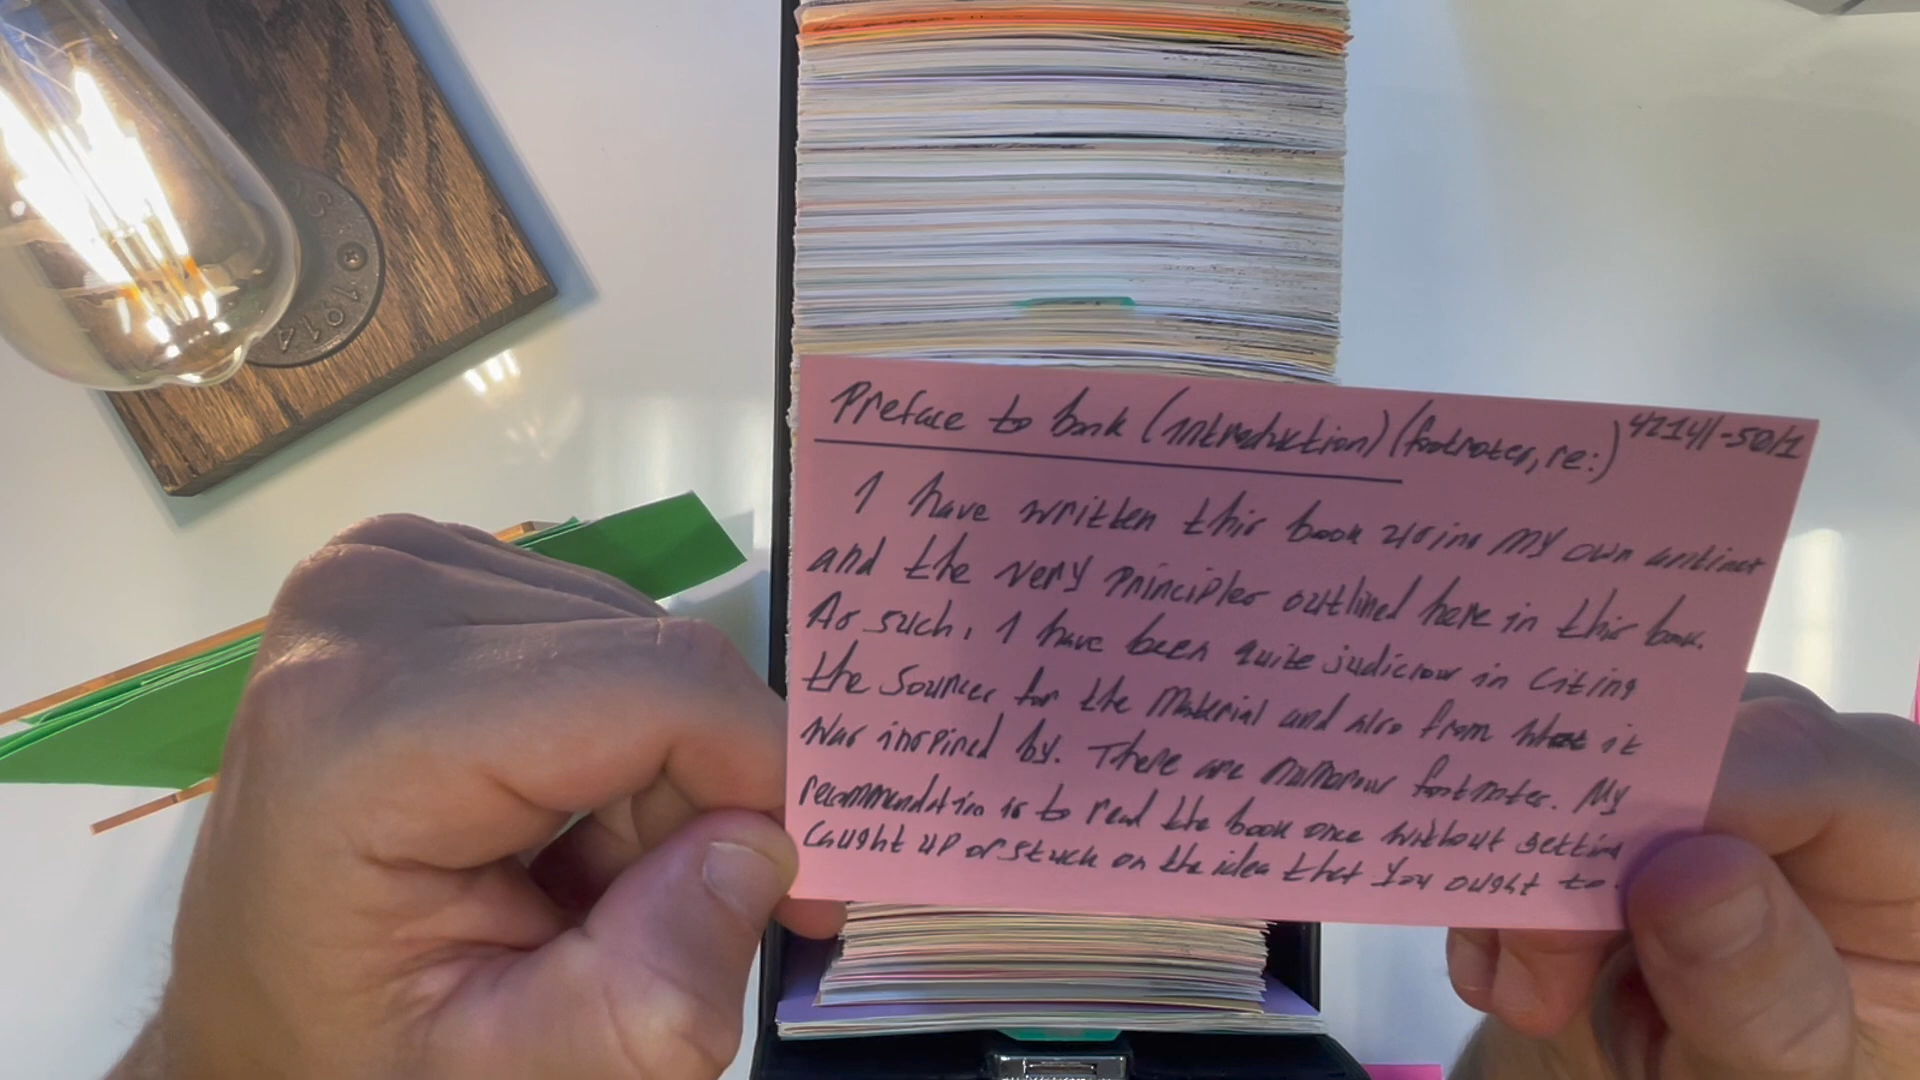 Preface to book (introduction) (footnotes, re:) 4214/-50/1
I have written this book using my own antinet
and the very principles outlined here in this book.
As such, I have been quite judicious in citing
the sources for the material and also from what it
was inspired by. There are numerous footnotes. My
recommendation is to read the book once without getting
caught up or stuck on the idea that you ought to
1914